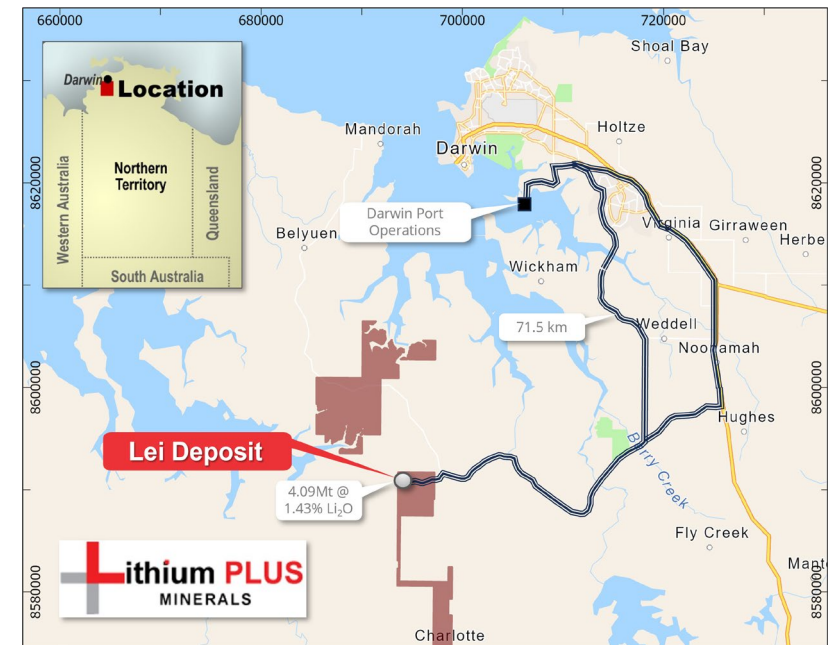 660000
680000
700000
720000
Shoal Bay
Darwin
Location
Northern
Territory
Western Australia
Queensland
South Australia
Mandorah
Holtze
Darwin
8620000
8620000
Darwin Port
Operations
Virginia
Girraween
Belyuen
Herbe
Wickham
71.5 km
Weddell
Noonamah
8600000
8600000
Hughes
Lei Deposit
Berry Creek
4.09Mt @
1.43% Li₂O
Fly Creek
Lithium PLUS
MINERALS
Mant
8580000
8580000
Charlotte